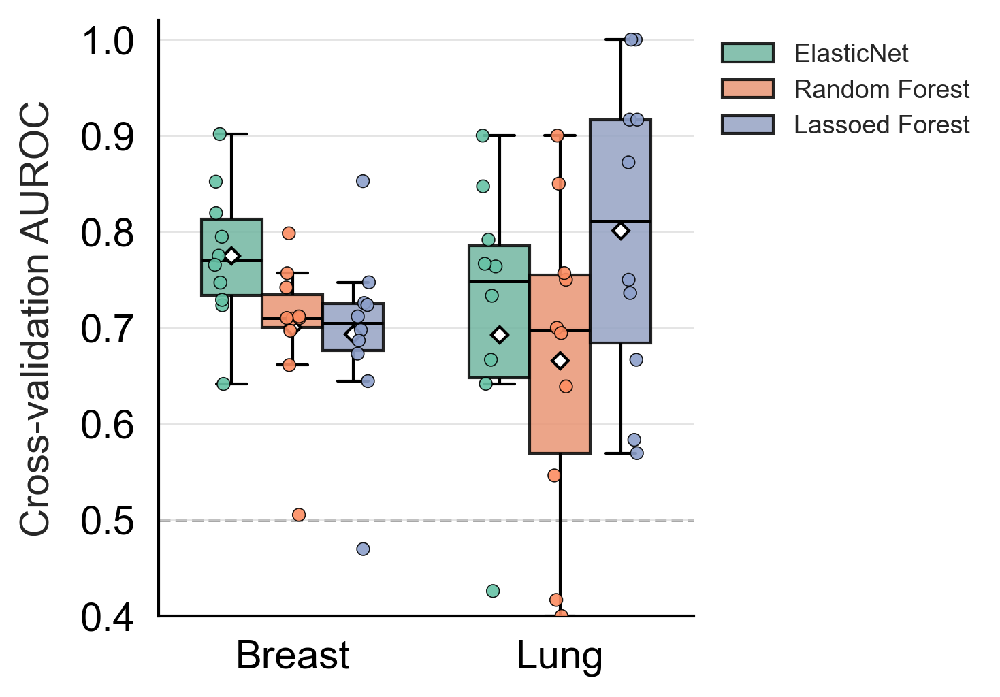 Cross-validation AUROC
1.0
0.9
0.8
0.7
0.6
0.5
0.4
Breast
Lung
ElasticNet
Random Forest
Lassoed Forest